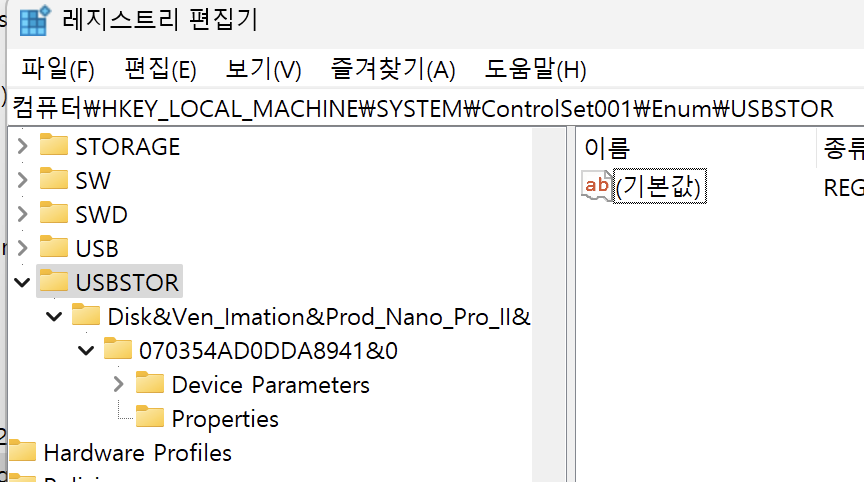 레지스트리 편집기
파일(F) 편집(E) 보기(V) 즐겨찾기(A) 도움말(H)
컴퓨터₩HKEY_LOCAL_MACHINE₩SYSTEM₩ControlSet001₩Enum₩USBSTOR
STORAGE
SW
SWD
USB
USBSTOR
Disk&Ven_Imation&Prod_Nano_Pro_II&
070354AD0DDA8941&0
Device Parameters
Properties
Hardware Profiles
이름 종류
ab (기본값) REG